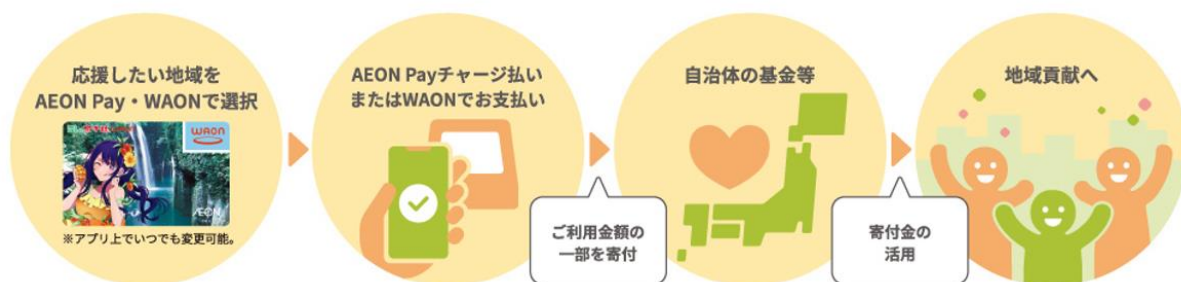 応援したい地域を
AEON Pay・WAONで選択
WAON
AEON
※アプリ上でいつでも変更可能。
AEON Payチャージ払い
またはWAONでお支払い
ご利用金額の
一部を寄付
自治体の基金等
寄付金の
活用
地域貢献へ